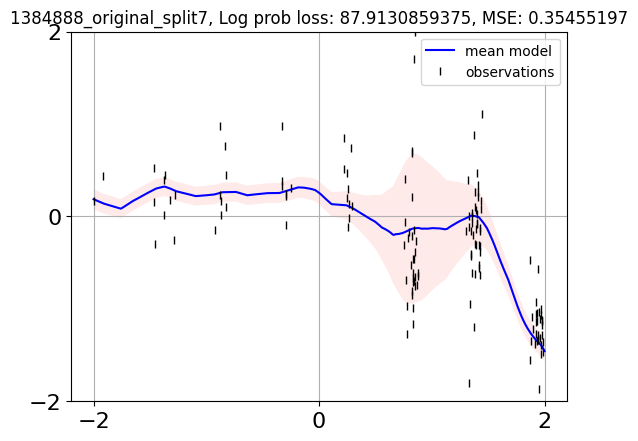 1384888_original_split7, Log prob loss: 87.9130859375, MSE: 0.35455197
2
mean model
observations
0
−2
−2
0
2